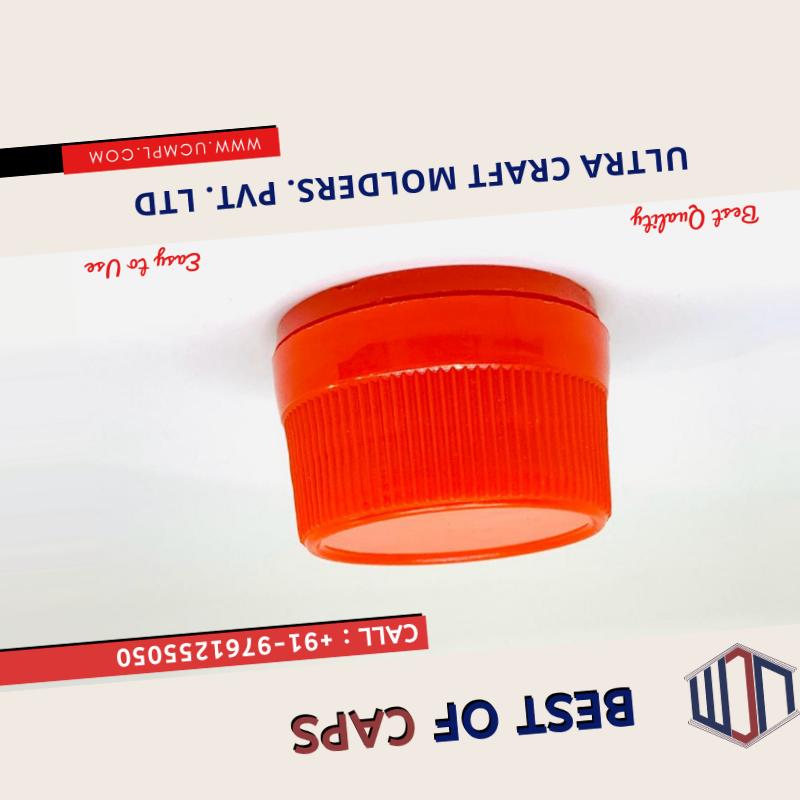 UCM
BEST OF CAPS
CALL : +91-9761255050
Best Quality
Easy to Use
ULTRA CRAFT MOLDERS. PVT. LTD
WWW.UCMPL.COM